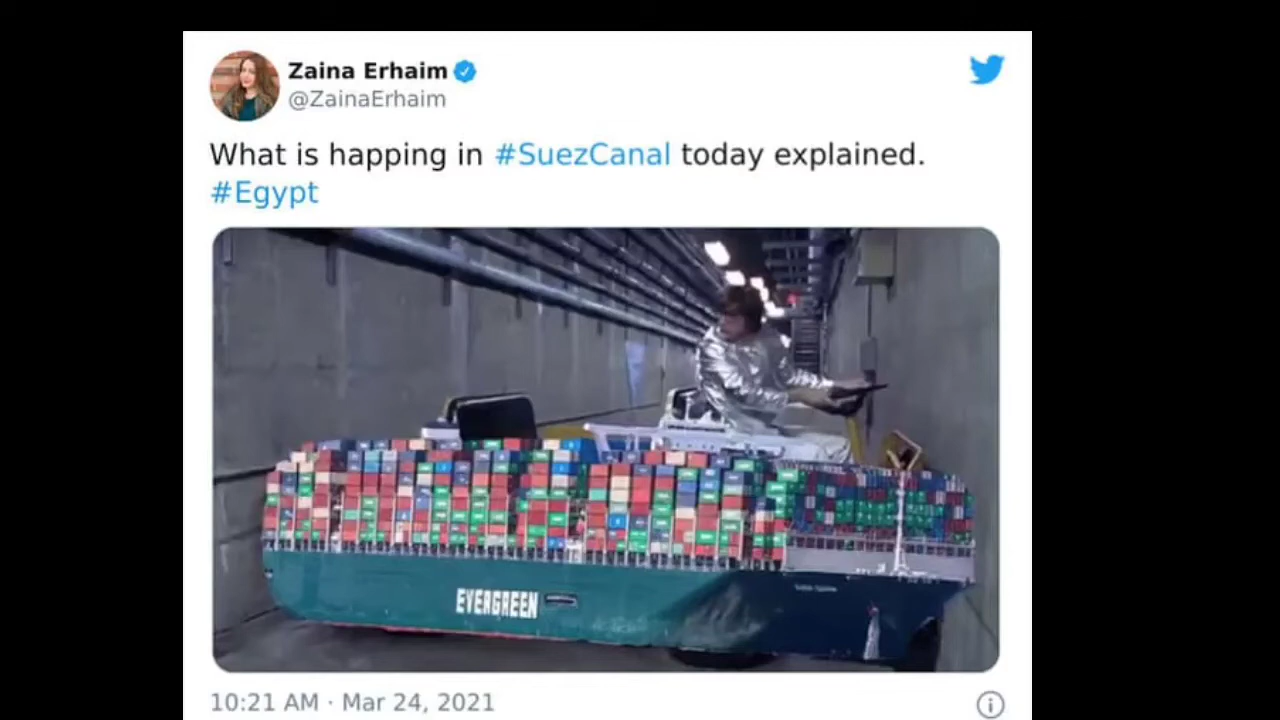 Zaina Erhaim
@ZainaErhaim
What is happing in #SuezCanal today explained.
#Egypt
EVERGREEN
10:21 AM · Mar 24, 2021